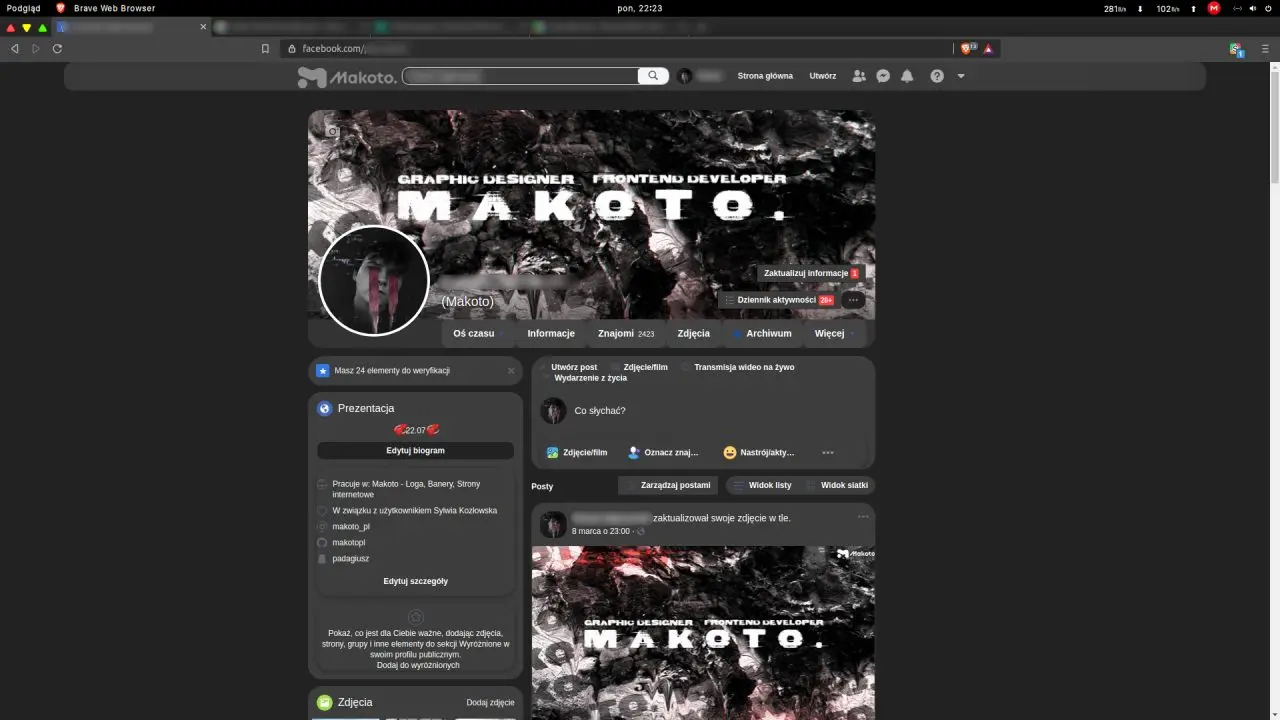 Podgląd Brave Web Browser pon, 22:23 281B/s 102B/s
facebook.com/
Makoto. Strona główna Utwórz
GRAPHIC DESIGNER FRONTEND DEVELOPER
MAKOTO.
Zaktualizuj informacje 1
(Makoto)
Dziennik aktywności 20+
Oś czasu Informacje Znajomi 2423 Zdjęcia Archiwum Więcej
Masz 24 elementy do weryfikacji
Prezentacja
22.07
Edytuj biogram
Pracuje w: Makoto - Loga, Banery, Strony
internetowe
W związku z użytkownikiem Sylwia Kozłowska
makoto_pl
makotopl
padagiusz
Edytuj szczegóły
Pokaż, co jest dla Ciebie ważne, dodając zdjęcia,
strony, grupy i inne elementy do sekcji Wyróżnione w
swoim profilu publicznym.
Dodaj do wyróżnionych
Zdjęcia Dodaj zdjęcie
Utwórz post Zdjęcie/film Transmisja wideo na żywo
Wydarzenie z życia
Co słychać?
Zdjęcie/film Oznacz znaj... Nastrój/akty...
Posty Zarządzaj postami Widok listy Widok siatki
zaktualizował swoje zdjęcie w tle.
8 marca o 23:00 ·
Makoto
GRAPHIC DESIGNER FRONTEND DEVELOPER
MAKOTO.